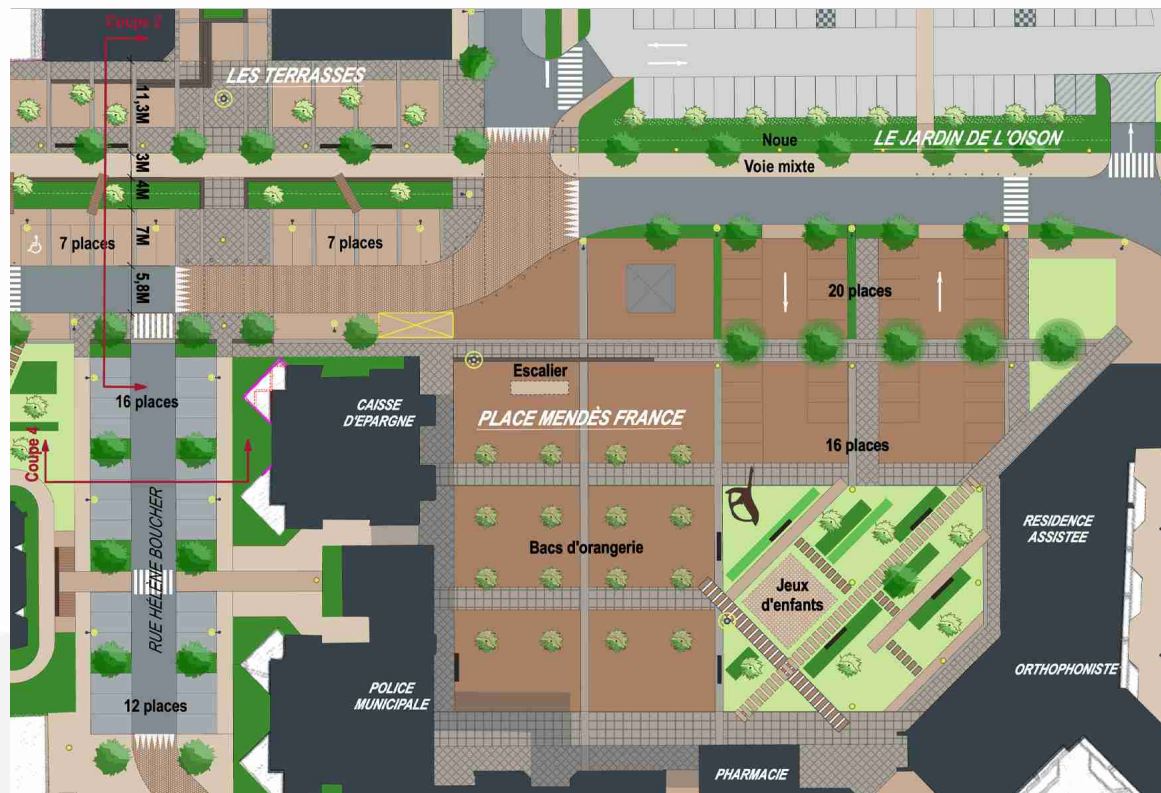 Coupe 2
LES TERRASSES
11,3M
3M
4M
7M
5,8M
7 places
7 places
Noue
LE JARDIN DE L'OISON
Voie mixte
20 places
16 places
Escalier
CAISSE
D'EPARGNE
PLACE MENDÈS FRANCE
16 places
Coupe 4
RUE HÉLÈNE BOUCHER
Bacs d'orangerie
Jeux
d'enfants
RESIDENCE
ASSISTEE
ORTHOPHONISTE
POLICE
MUNICIPALE
12 places
PHARMACIE